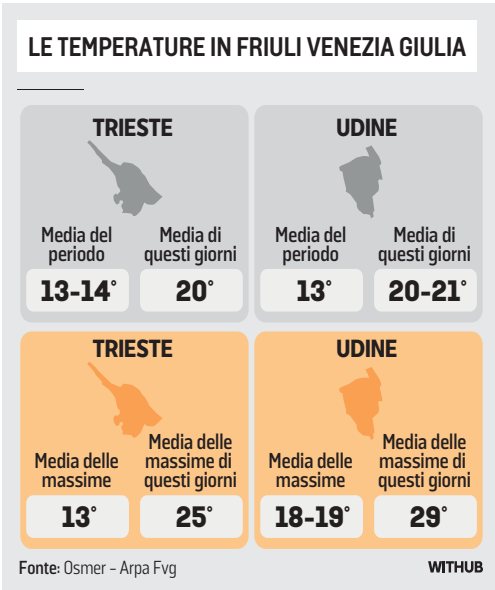 LE TEMPERATURE IN FRIULI VENEZIA GIULIA
TRIESTE
Media del
periodo
13-14°
Media di
questi giorni
20°
UDINE
Media del
periodo
13°
Media di
questi giorni
20-21°
TRIESTE
Media delle
massime
13°
Media delle
massime di
questi giorni
25°
UDINE
Media delle
massime
18-19°
Media delle
massime di
questi giorni
29°
Fonte: Osmer - Arpa Fvg
WITHUB